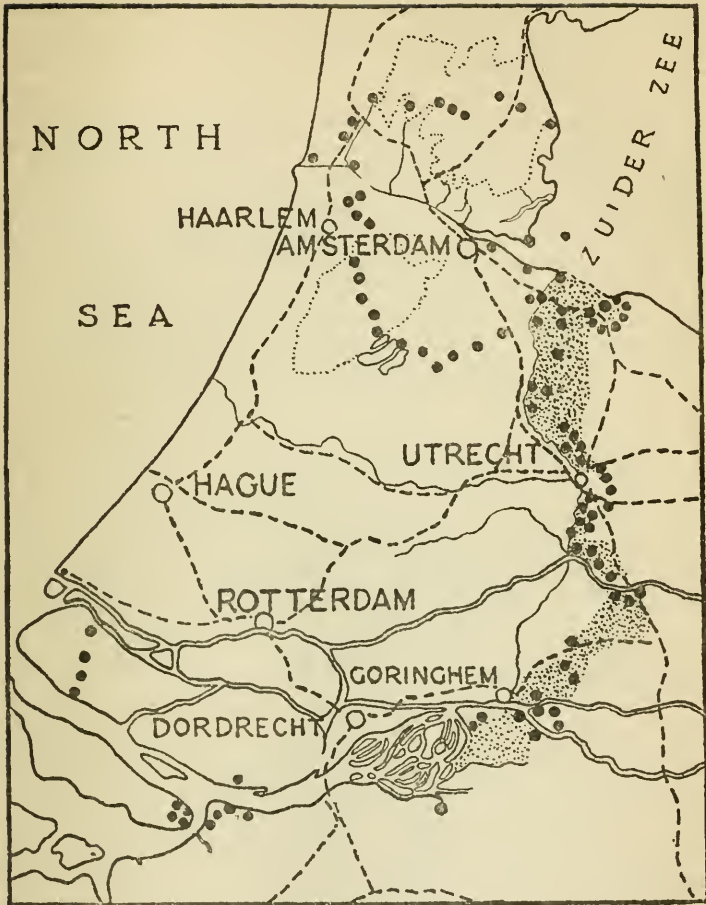 NORTH
SEA
ZUIDER ZEE
HAARLEM
AMSTERDAM
UTRECHT
HAGUE
ROTTERDAM
GORINGHEM
DORDRECHT